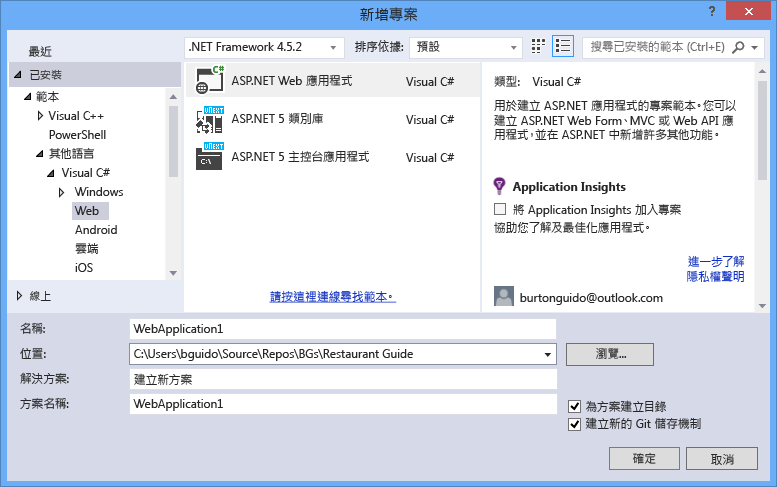 新增專案
? ×
最近
.NET Framework 4.5.2 排序依據: 預設 搜尋已安裝的範本 (Ctrl+E)
已安裝
範本
Visual C++
PowerShell
其他語言
Visual C#
Windows
Web
Android
雲端
iOS
線上
C# ASP.NET Web 應用程式 Visual C#
VNEXT ASP.NET 5 類別庫 Visual C#
VNEXT C:\ ASP.NET 5 主控台應用程式 Visual C#
請按這裡連線尋找範本。
類型: Visual C#
用於建立 ASP.NET 應用程式的專案範本。您可以
建立 ASP.NET Web Form、MVC 或 Web API 應
用程式，並在 ASP.NET 中新增許多其他功能。
Application Insights
將 Application Insights 加入專案
協助您了解及最佳化應用程式。
進一步了解
隱私權聲明
burtonguido@outlook.com
名稱: WebApplication1
位置: C:\Users\bguido\Source\Repos\BGs\Restaurant Guide 瀏覽...
解決方案: 建立新方案
方案名稱: WebApplication1
為方案建立目錄
建立新的 Git 儲存機制
確定 取消